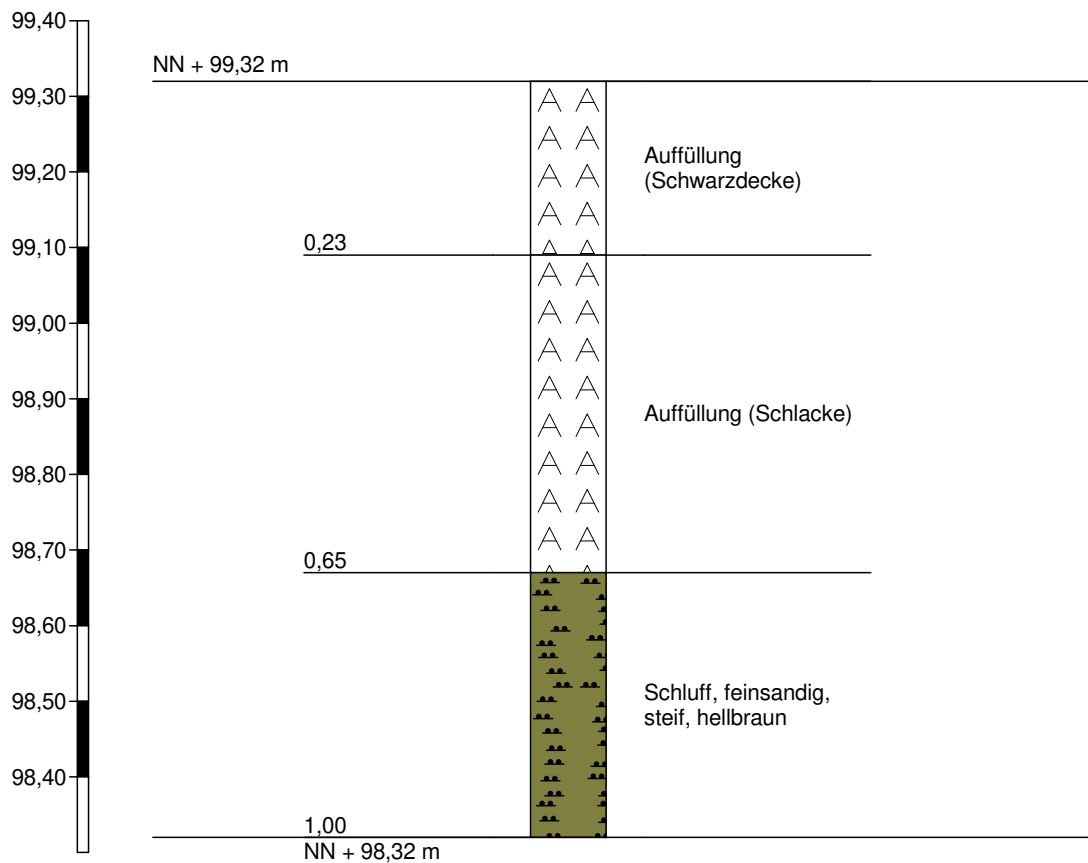 99,40
NN + 99,32 m
99,30
99,20
Auffüllung
(Schwarzdecke)
99,10
0,23
99,00
98,90
Auffüllung (Schlacke)
98,80
98,70
0,65
98,60
98,50
Schluff, feinsandig,
steif, hellbraun
98,40
1,00
NN + 98,32 m